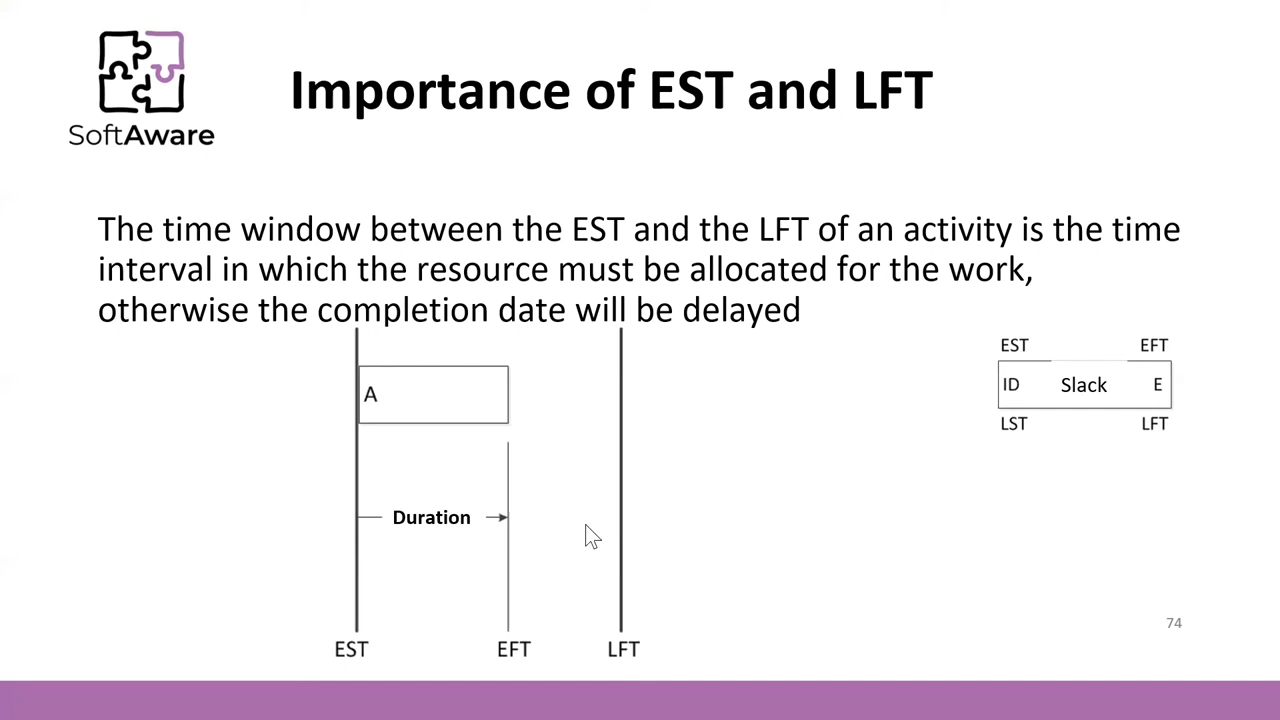 SoftAware
Importance of EST and LFT
The time window between the EST and the LFT of an activity is the time
interval in which the resource must be allocated for the work,
otherwise the completion date will be delayed
EST EFT
ID Slack E
LST LFT
A
Duration
EST EFT LFT
74